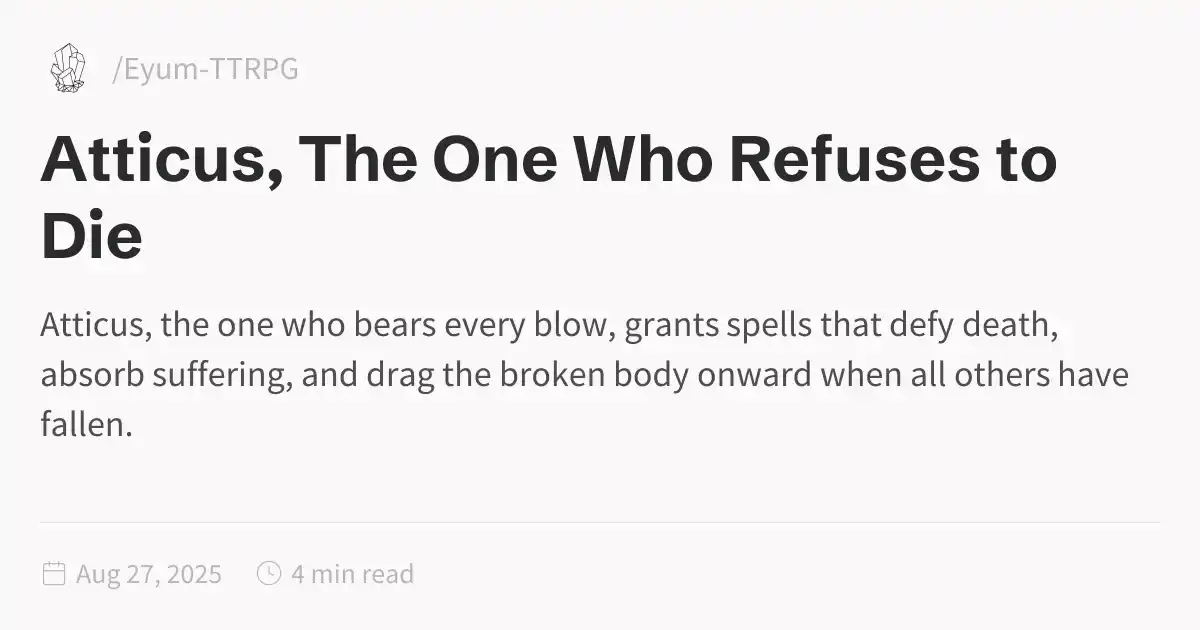 /Eyum-TTRPG
Atticus, The One Who Refuses to
Die
Atticus, the one who bears every blow, grants spells that defy death,
absorb suffering, and drag the broken body onward when all others have
fallen.
Aug 27, 2025
4 min read